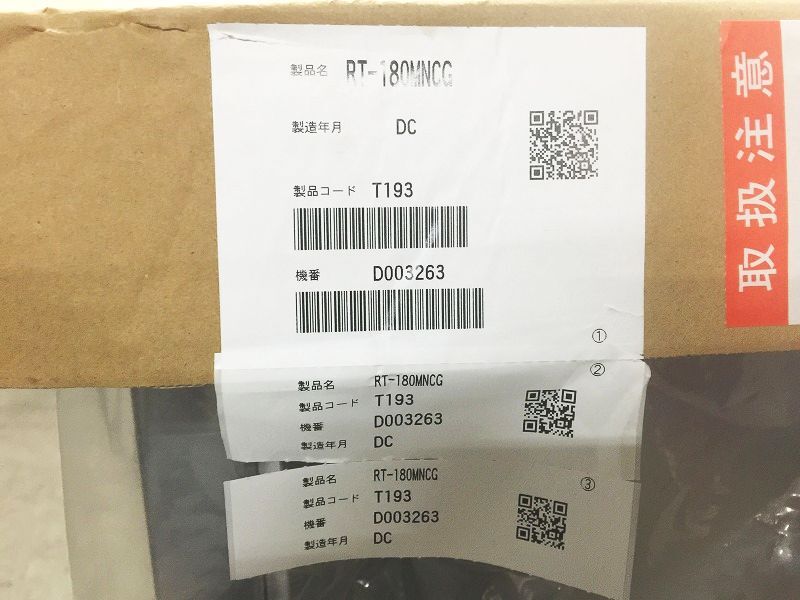 製品名 RT-180MNCG
製造年月 DC
製品コード T193
機番 D003263
①
②
製品名 RT-180MNCG
製品コード T193
機番 D003263
製造年月 DC
③
製品名 RT-180MNCG
製品コード T193
機番 D003263
製造年月 DC
取扱注意